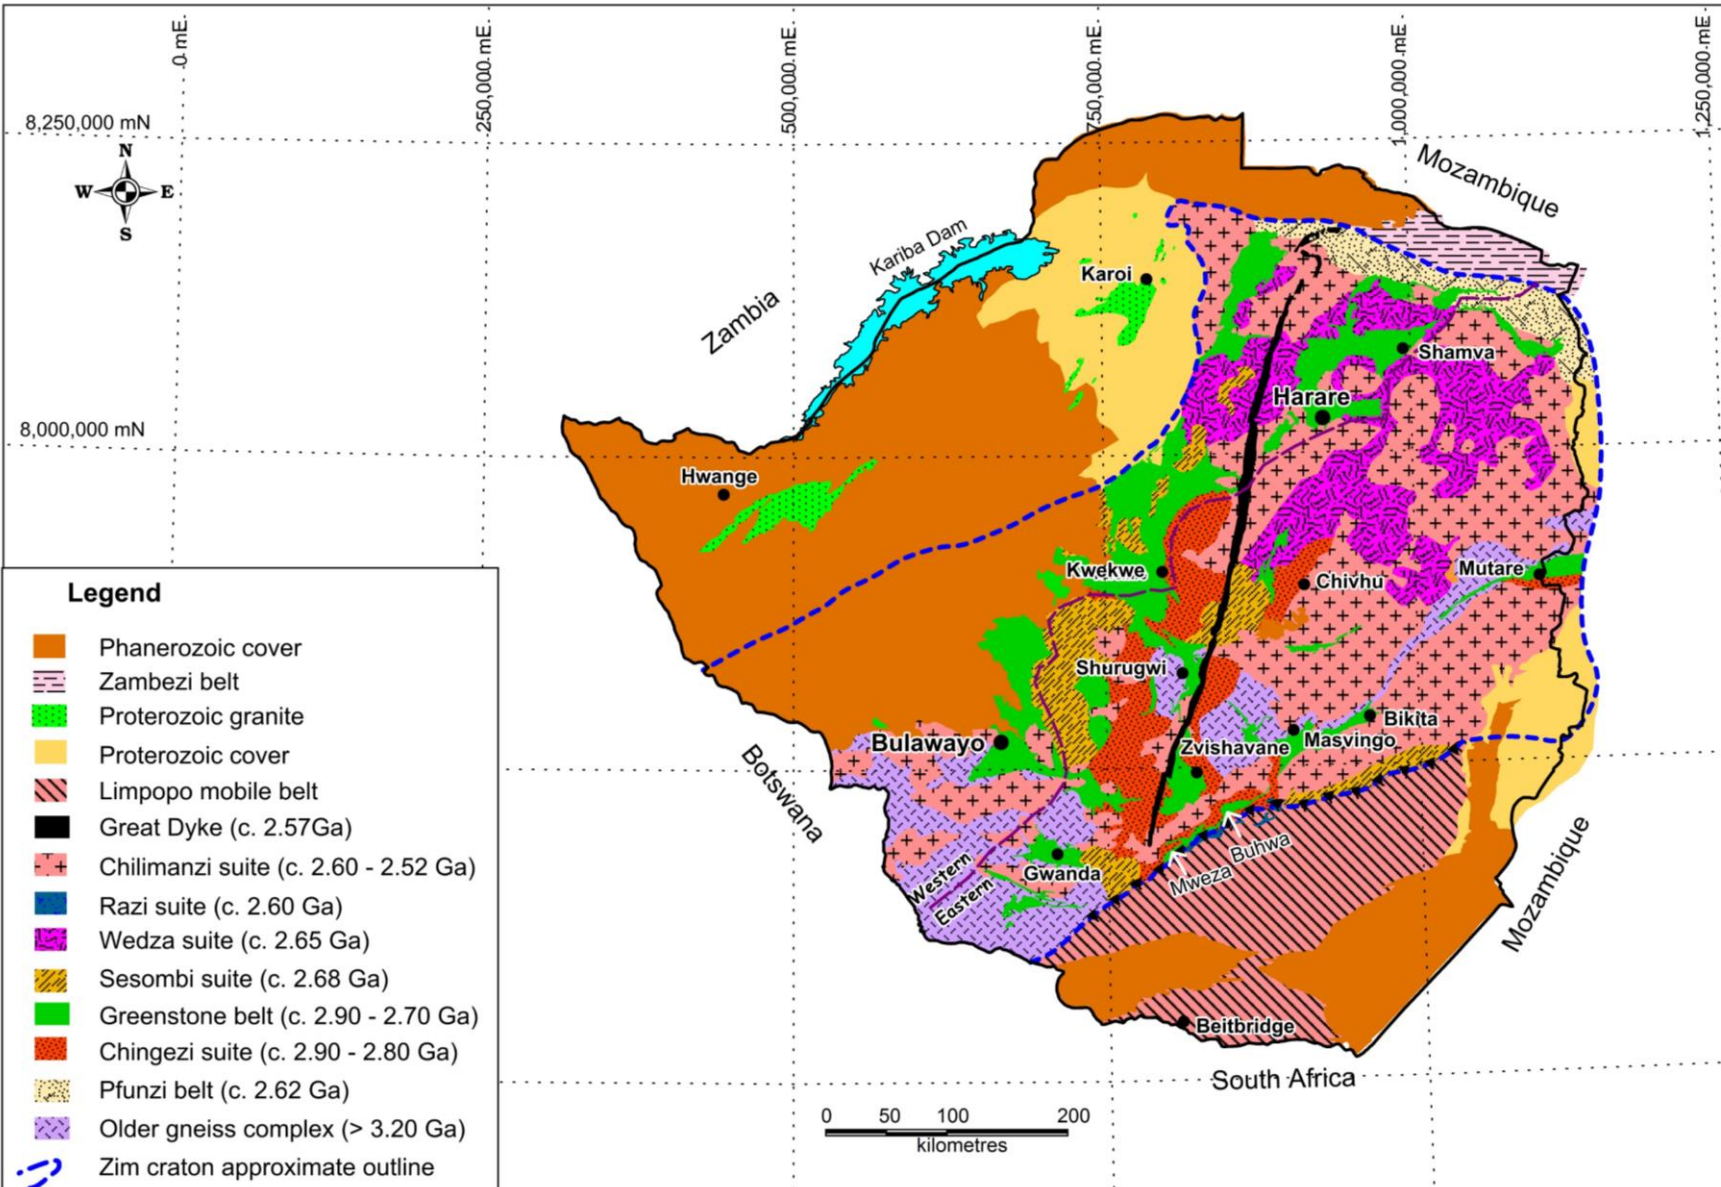 0 mE
250,000 mE
500,000 mE
750,000 mE
1,000,000 mE
1,250,000 mE
8,250,000 mN
N
W E
S
Mozambique
Kariba Dam
Zambia
Karoi
Shamva
Harare
8,000,000 mN
Hwange
Kwekwe
Chivhu
Mutare
Shurugwi
Bikita
Bulawayo
Zvishavane
Masvingo
Botswana
Buhwa
Mweza
Gwanda
Western
Eastern
Mozambique
Beitbridge
South Africa
0 50 100 200
kilometres
Legend
Phanerozoic cover
Zambezi belt
Proterozoic granite
Proterozoic cover
Limpopo mobile belt
Great Dyke (c. 2.57Ga)
Chilimanzi suite (c. 2.60 - 2.52 Ga)
Razi suite (c. 2.60 Ga)
Wedza suite (c. 2.65 Ga)
Sesombi suite (c. 2.68 Ga)
Greenstone belt (c. 2.90 - 2.70 Ga)
Chingezi suite (c. 2.90 - 2.80 Ga)
Pfunzi belt (c. 2.62 Ga)
Older gneiss complex (> 3.20 Ga)
Zim craton approximate outline